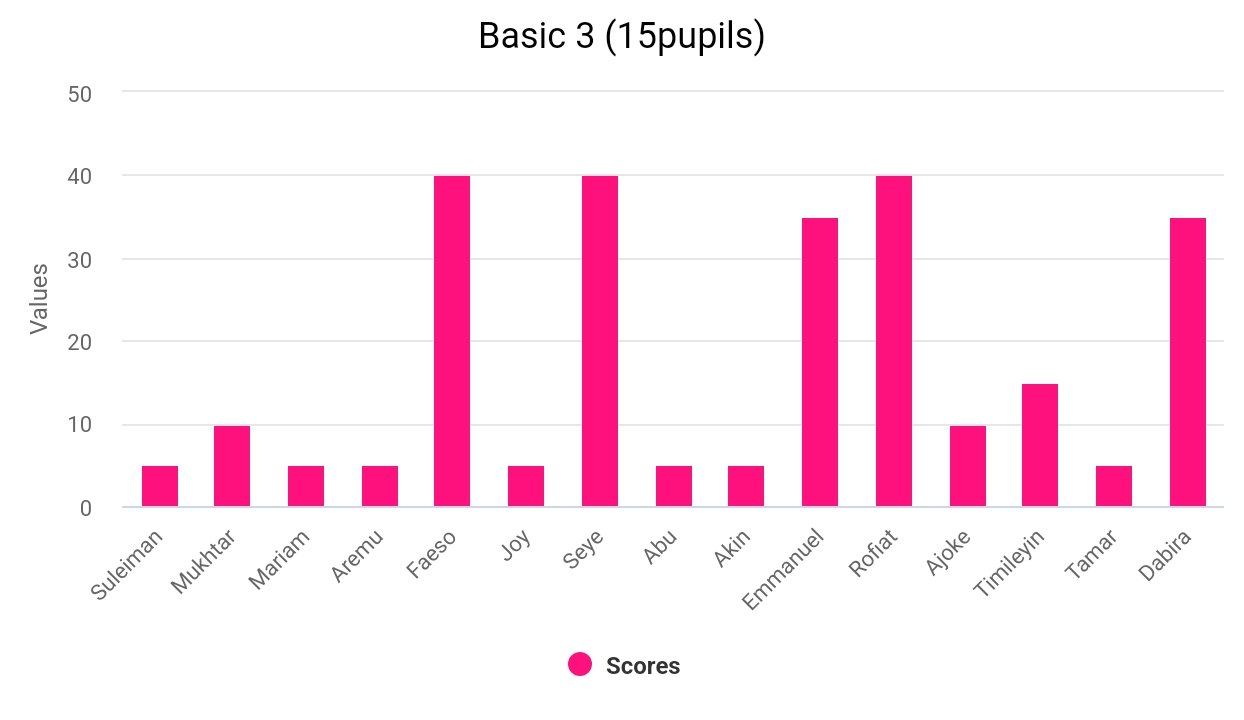 Basic 3 (15pupils)
50
40
30
20
10
0
Values
Suleiman
Mukhtar
Mariam
Aremu
Faeso
Joy
Seye
Abu
Akin
Emmanuel
Rofiat
Ajoke
Timileyin
Tamar
Dabira
Scores